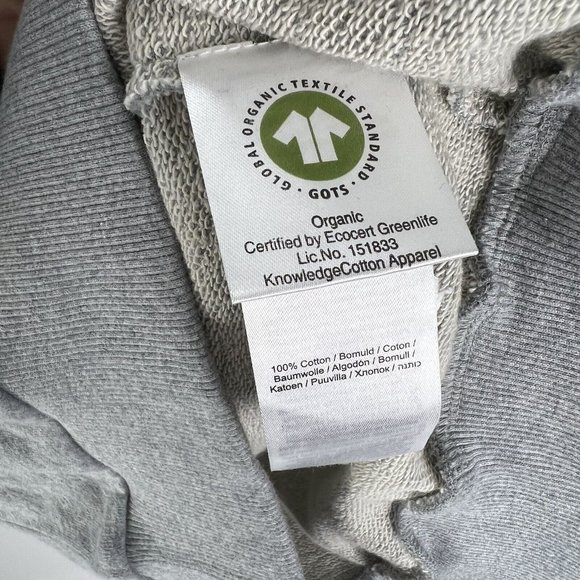 GLOBAL ORGANIC TEXTILE STANDARD
· GOTS ·
Organic
Certified by Ecocert Greenlife
Lic.No. 151833
KnowledgeCotton Apparel
100% Cotton / Bomuld / Coton /
Baumwolle / Algodón / Bomull /
Katoen / Puuvilla / Хлопок / כותנה